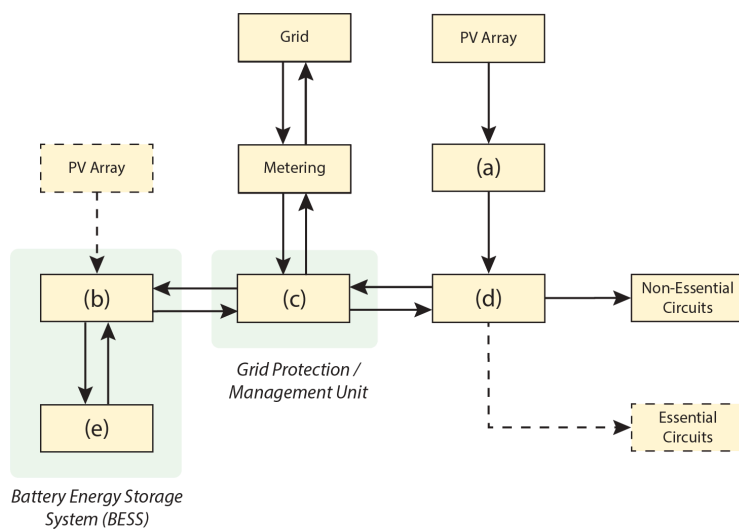 Grid
PV Array
PV Array
Metering
(a)
(b)
(c)
(d)
Non-Essential
Circuits
Grid Protection /
Management Unit
(e)
Essential
Circuits
Battery Energy Storage
System (BESS)